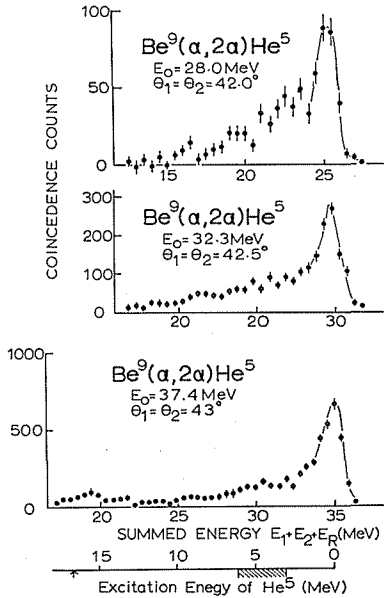 COINCEDENCE COUNTS
100
50
0
Be⁹(α,2α)He⁵
E₀=28.0MeV
θ₁=θ₂=42.0°
15
20
25
300
200
100
0
Be⁹(α,2α)He⁵
E₀=32.3MeV
θ₁=θ₂=42.5°
20
20
30
1000
500
0
Be⁹(α,2α)He⁵
E₀=37.4MeV
θ₁=θ₂=43°
20
25
30
35
SUMMED ENERGY E₁+E₂+E_R(MeV)
15
10
5
0
Excitation Enegy of He⁵(MeV)